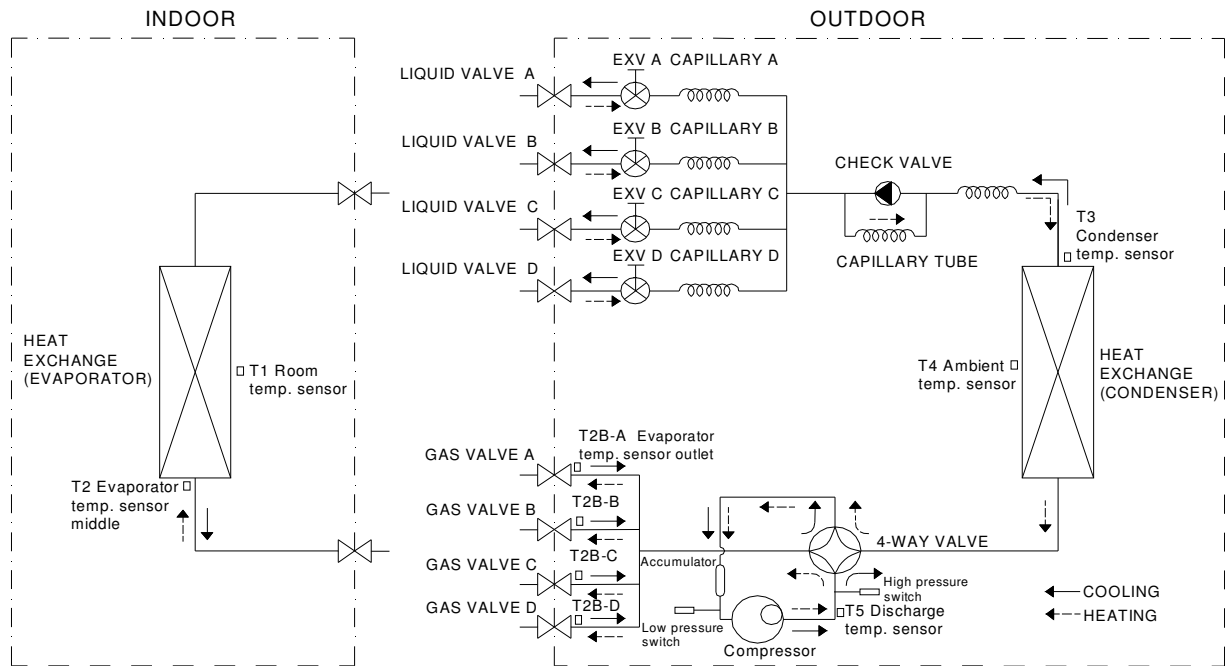 INDOOR
OUTDOOR
LIQUID VALVE A
EXV A CAPILLARY A
LIQUID VALVE B
EXV B CAPILLARY B
LIQUID VALVE C
EXV C CAPILLARY C
LIQUID VALVE D
EXV D CAPILLARY D
CHECK VALVE
CAPILLARY TUBE
T3
Condenser
temp. sensor
HEAT
EXCHANGE
(EVAPORATOR)
T1 Room
temp. sensor
T4 Ambient
temp. sensor
HEAT
EXCHANGE
(CONDENSER)
T2 Evaporator
temp. sensor
middle
GAS VALVE A
T2B-A Evaporator
temp. sensor outlet
GAS VALVE B
T2B-B
GAS VALVE C
T2B-C
GAS VALVE D
T2B-D
Accumulator
4-WAY VALVE
High pressure
switch
T5 Discharge
temp. sensor
Low pressure
switch
Compressor
COOLING
HEATING